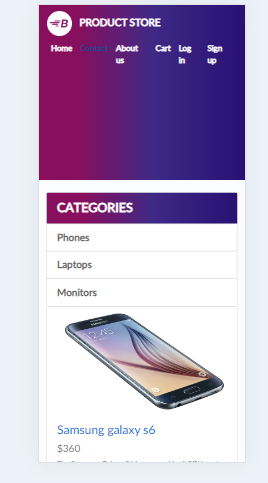 B PRODUCT STORE
Home Contact About us Cart Log in Sign up
CATEGORIES
Phones
Laptops
Monitors
Samsung galaxy s6
$360